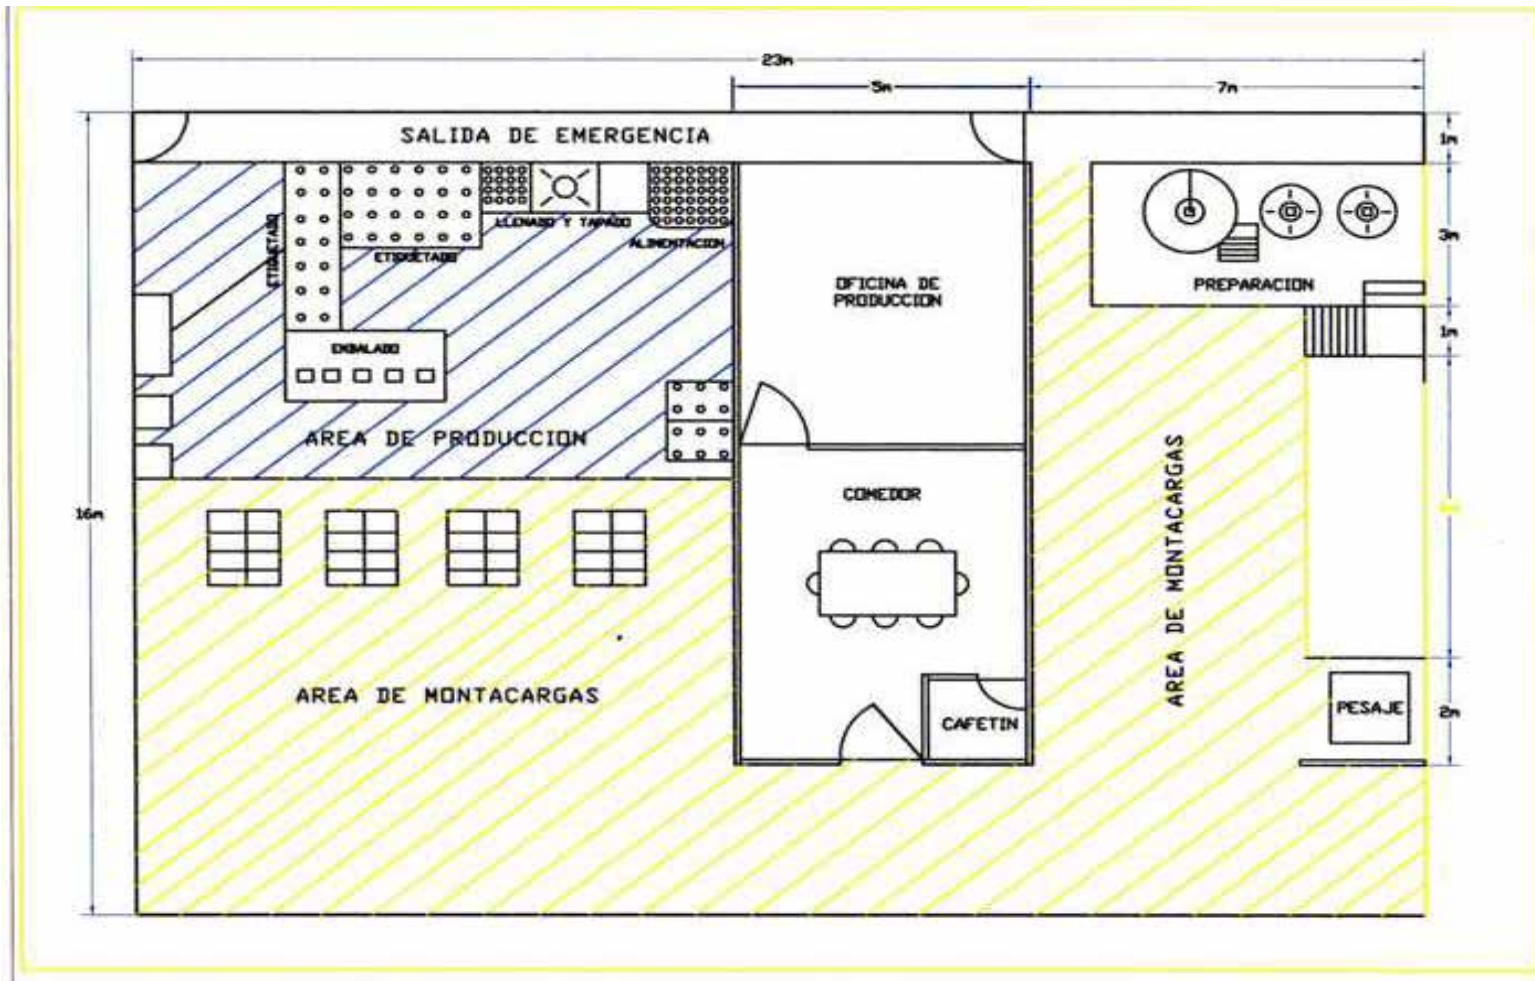 23m
5m
7m
SALIDA DE EMERGENCIA
1m
LLENADO Y TAPADO
ETIQUETADO
ETIQUETADO
ALIMENTACION
3m
OFICINA DE
PRODUCCION
PREPARACION
1m
EMBALADO
AREA DE PRODUCCION
COMEDOR
16m
AREA DE MONTACARGAS
AREA DE MONTACARGAS
CAFETIN
PESAJE
2m